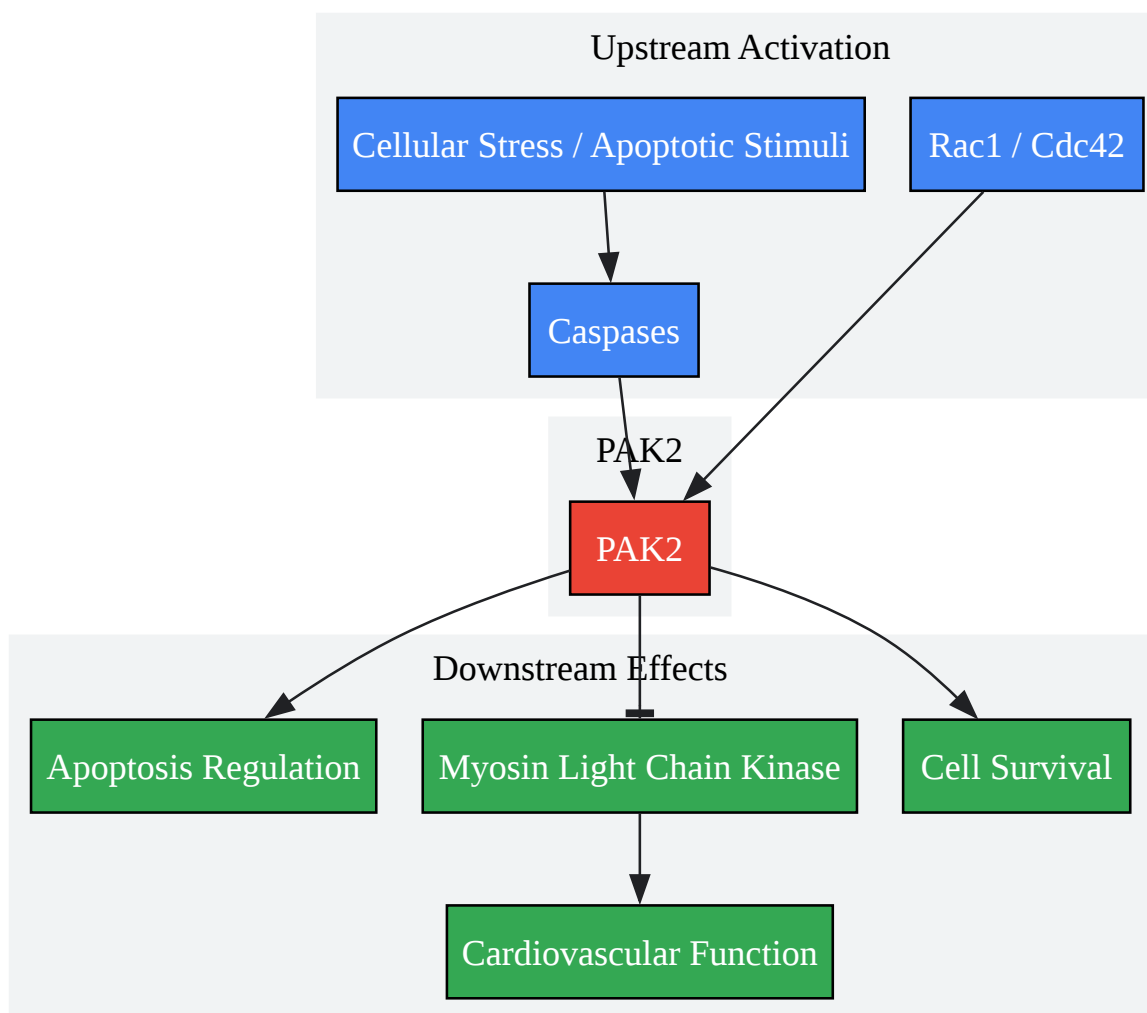 Upstream Activation
Cellular Stress / Apoptotic Stimuli
Rac1 / Cdc42
Caspases
PAK2
PAK2
Downstream Effects
Apoptosis Regulation
Myosin Light Chain Kinase
Cell Survival
Cardiovascular Function